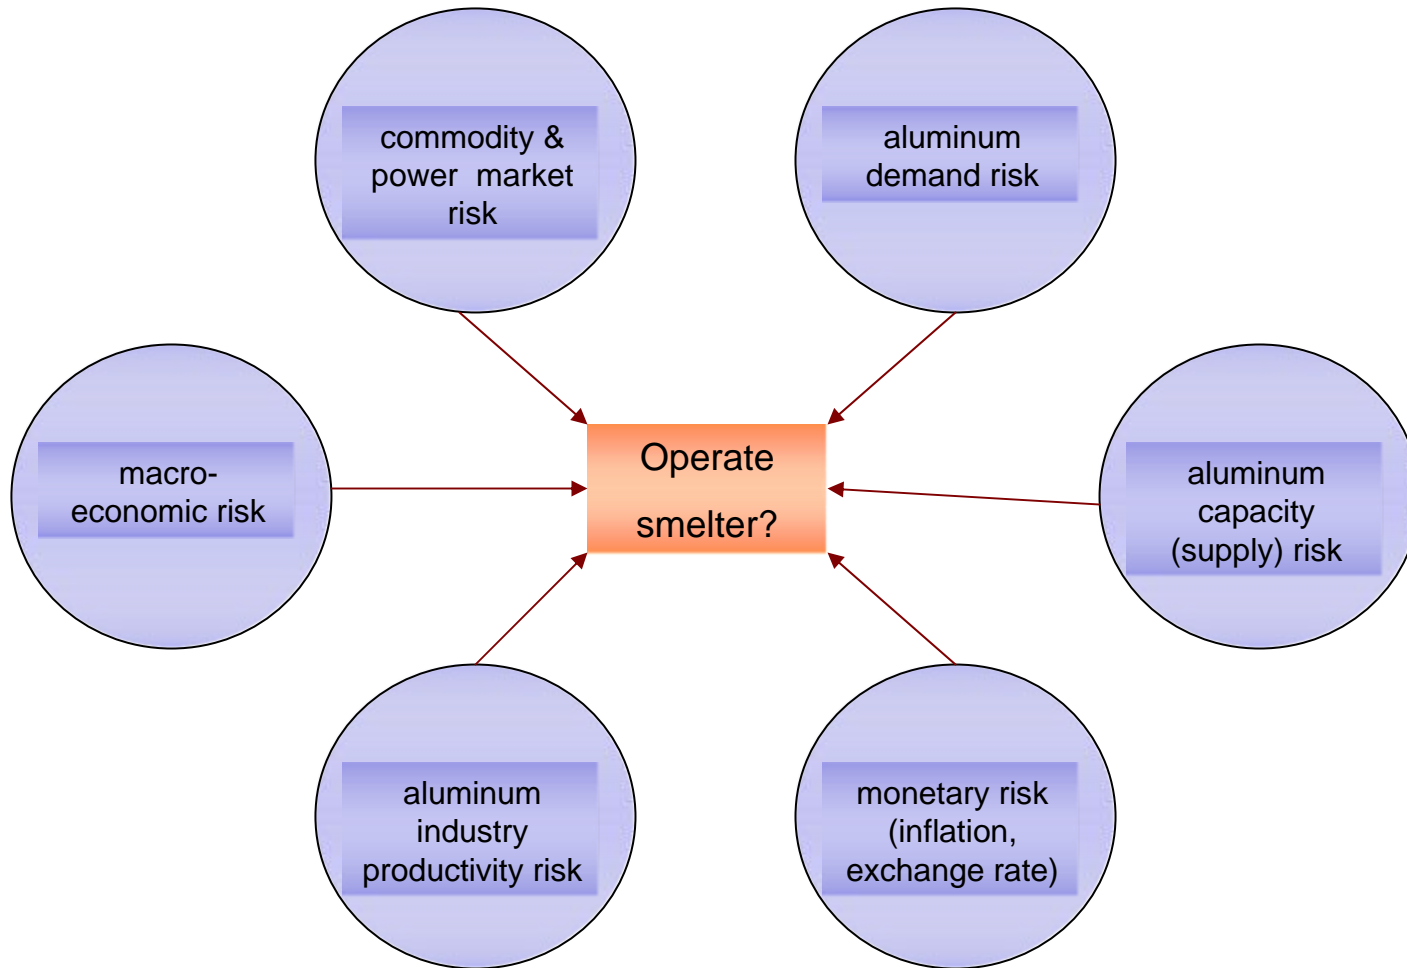 commodity &
power market
risk
aluminum
demand risk
macro-
economic risk
Operate
smelter?
aluminum
capacity
(supply) risk
aluminum
industry
productivity risk
monetary risk
(inflation,
exchange rate)